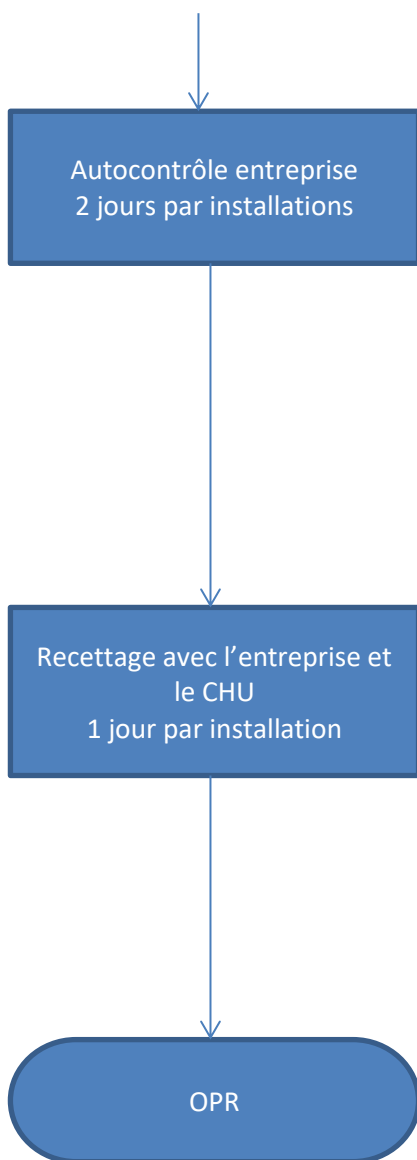 Autocontrôle entreprise
2 jours par installations
Recettage avec l’entreprise et
le CHU
1 jour par installation
OPR